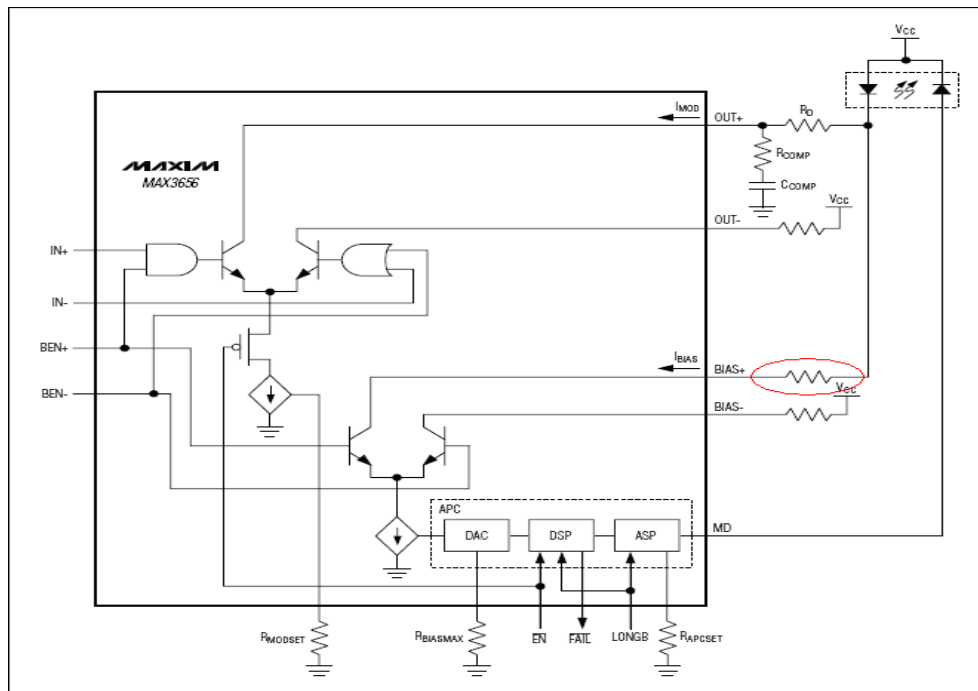 VCC
IMOD
OUT+
RD
RCOMP
CCOMP
MAXIM
MAX3656
VCC
OUT-
IN+
IN-
BEN+
BEN-
IBIAS
BIAS+
VCC
BIAS-
APC
DAC
DSP
ASP
MD
RMODSET
RBIASMAX
EN
FAIL
LONGB
RAPCSET